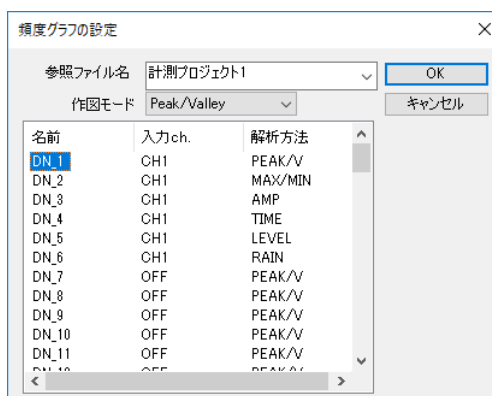 頻度グラフの設定
参照ファイル名 計測プロジェクト1 OK
作図モード Peak/Valley キャンセル
名前 入力ch. 解析方法
DN_1 CH1 PEAK/V
DN_2 CH1 MAX/MIN
DN_3 CH1 AMP
DN_4 CH1 TIME
DN_5 CH1 LEVEL
DN_6 CH1 RAIN
DN_7 OFF PEAK/V
DN_8 OFF PEAK/V
DN_9 OFF PEAK/V
DN_10 OFF PEAK/V
DN_11 OFF PEAK/V